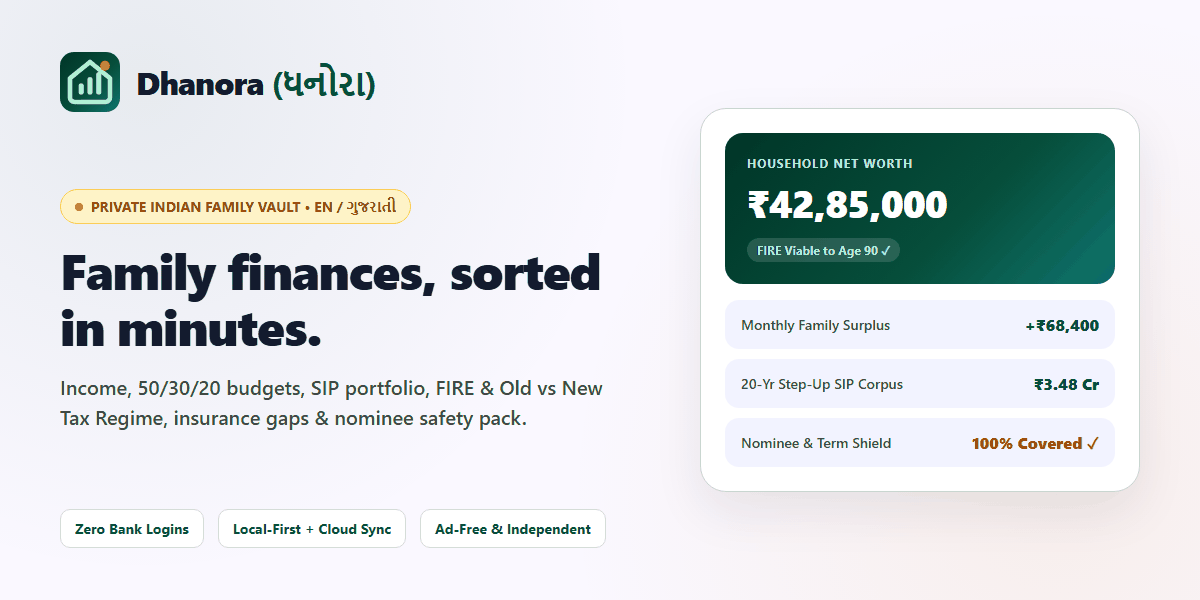 Dhanora (ધનોરા)
PRIVATE INDIAN FAMILY VAULT • EN / ગુજરાતી
Family finances, sorted
in minutes.
Income, 50/30/20 budgets, SIP portfolio, FIRE & Old vs New
Tax Regime, insurance gaps & nominee safety pack.
Zero Bank Logins
Local-First + Cloud Sync
Ad-Free & Independent
HOUSEHOLD NET WORTH
₹42,85,000
FIRE Viable to Age 90 ✓
Monthly Family Surplus +₹68,400
20-Yr Step-Up SIP Corpus ₹3.48 Cr
Nominee & Term Shield 100% Covered ✓